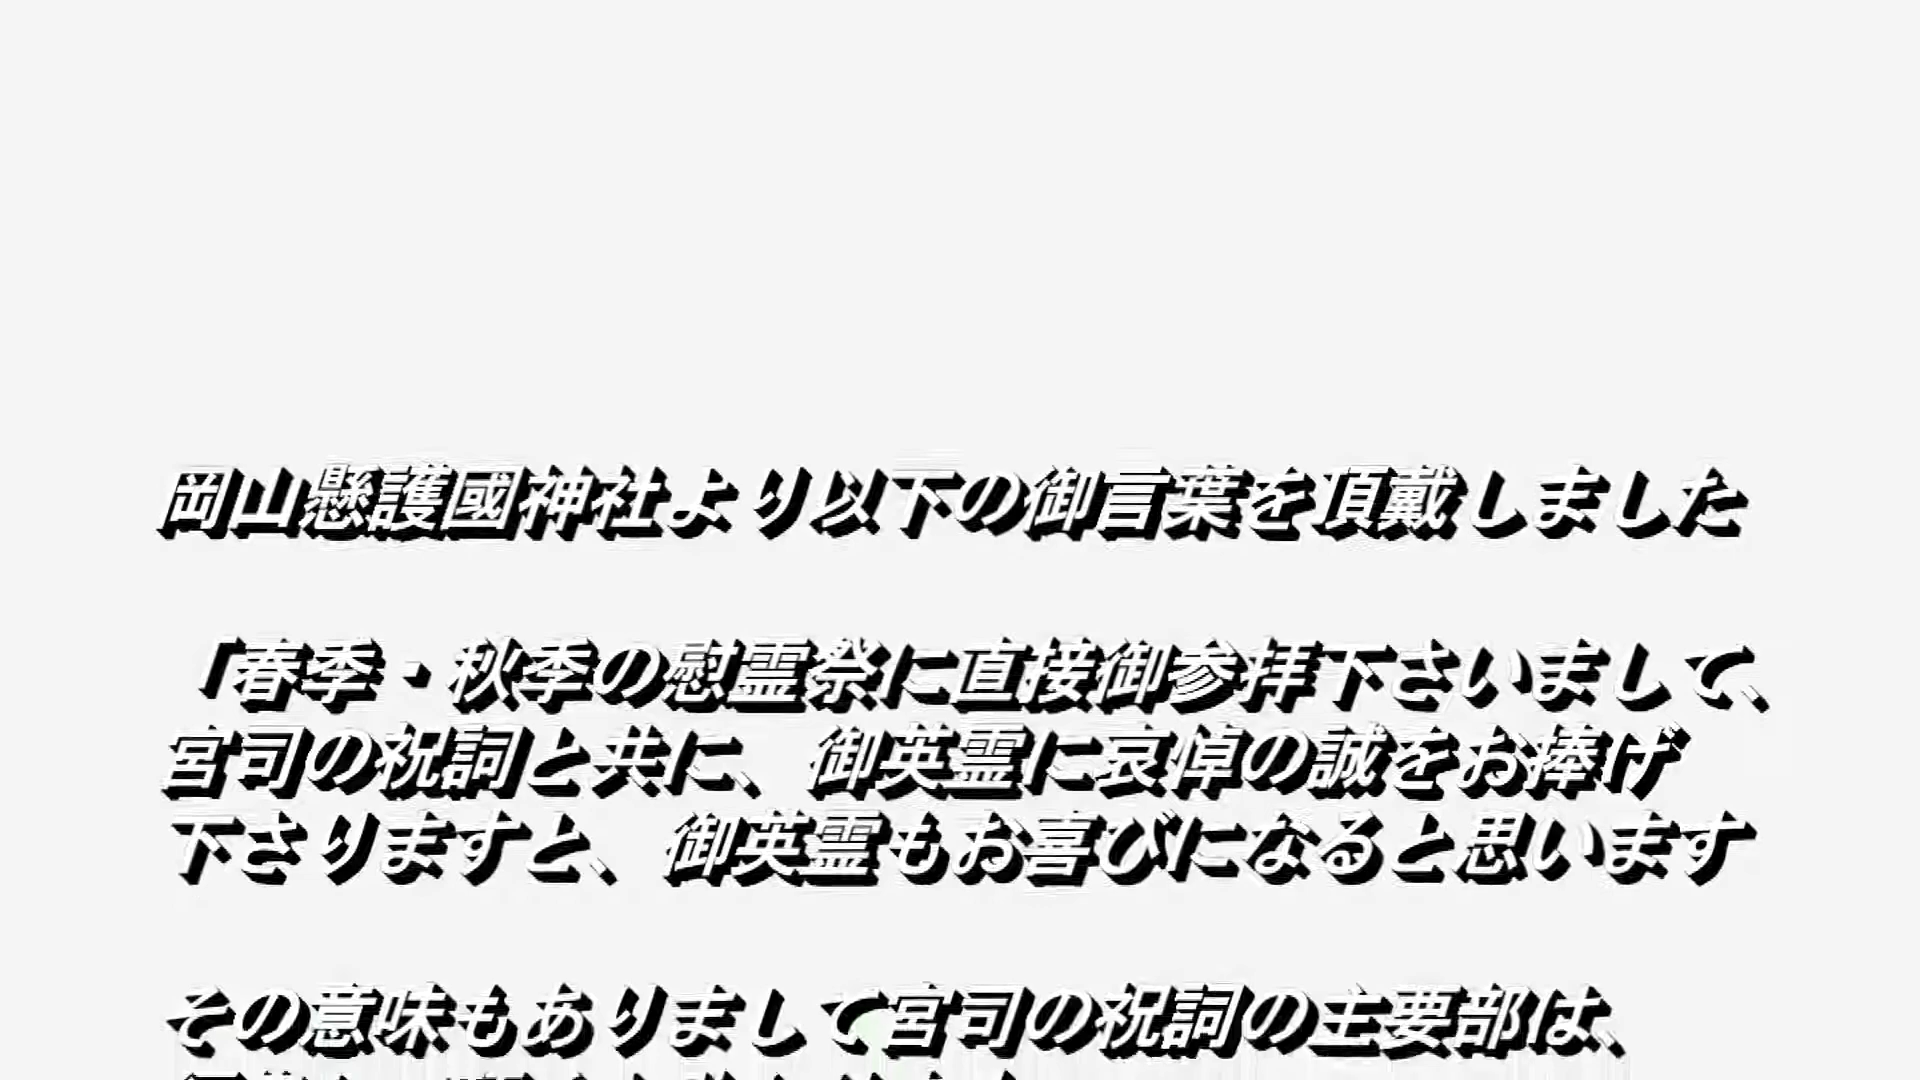 岡山懸護國神社より以下の御言葉を頂戴しました
「春季・秋季の慰霊祭に直接御参拝下さいまして、
宮司の祝詞と共に、御英霊に哀悼の誠をお捧げ
下さりますと、御英霊もお喜びになると思います
その意味もありまして宮司の祝詞の主要部は、